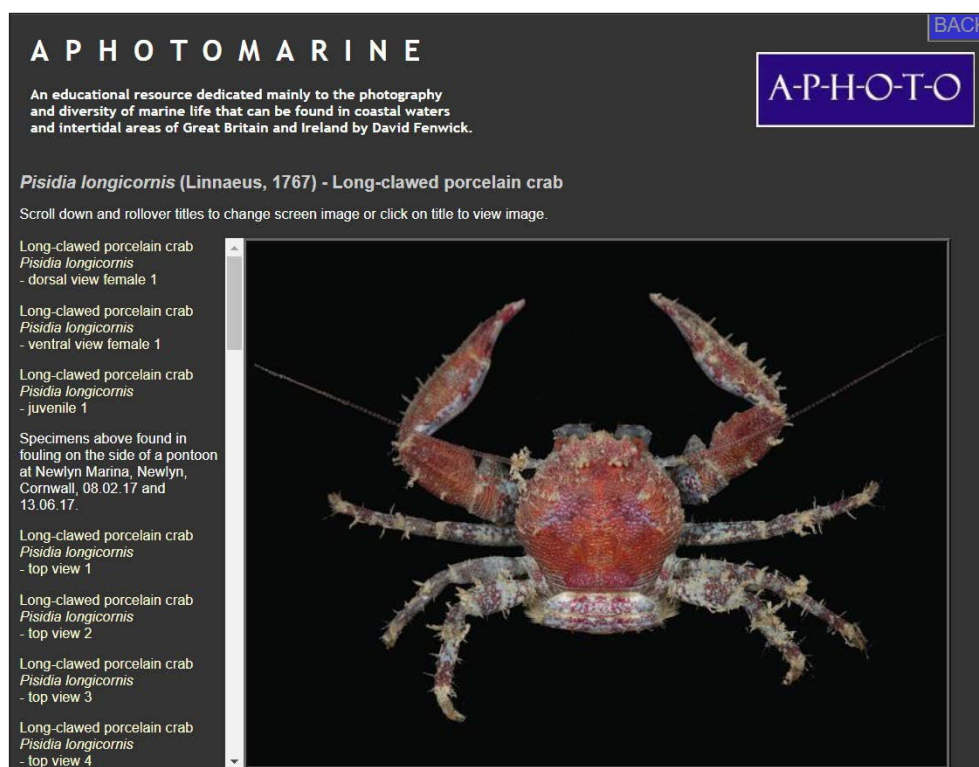 BACK
A P H O T O M A R I N E
An educational resource dedicated mainly to the photography
and diversity of marine life that can be found in coastal waters
and intertidal areas of Great Britain and Ireland by David Fenwick.
A-P-H-O-T-O
Pisidia longicornis (Linnaeus, 1767) - Long-clawed porcelain crab
Scroll down and rollover titles to change screen image or click on title to view image.
Long-clawed porcelain crab
Pisidia longicornis
- dorsal view female 1
Long-clawed porcelain crab
Pisidia longicornis
- ventral view female 1
Long-clawed porcelain crab
Pisidia longicornis
- juvenile 1
Specimens above found in
fouling on the side of a pontoon
at Newlyn Marina, Newlyn,
Cornwall, 08.02.17 and
13.06.17.
Long-clawed porcelain crab
Pisidia longicornis
- top view 1
Long-clawed porcelain crab
Pisidia longicornis
- top view 2
Long-clawed porcelain crab
Pisidia longicornis
- top view 3
Long-clawed porcelain crab
Pisidia longicornis
- top view 4